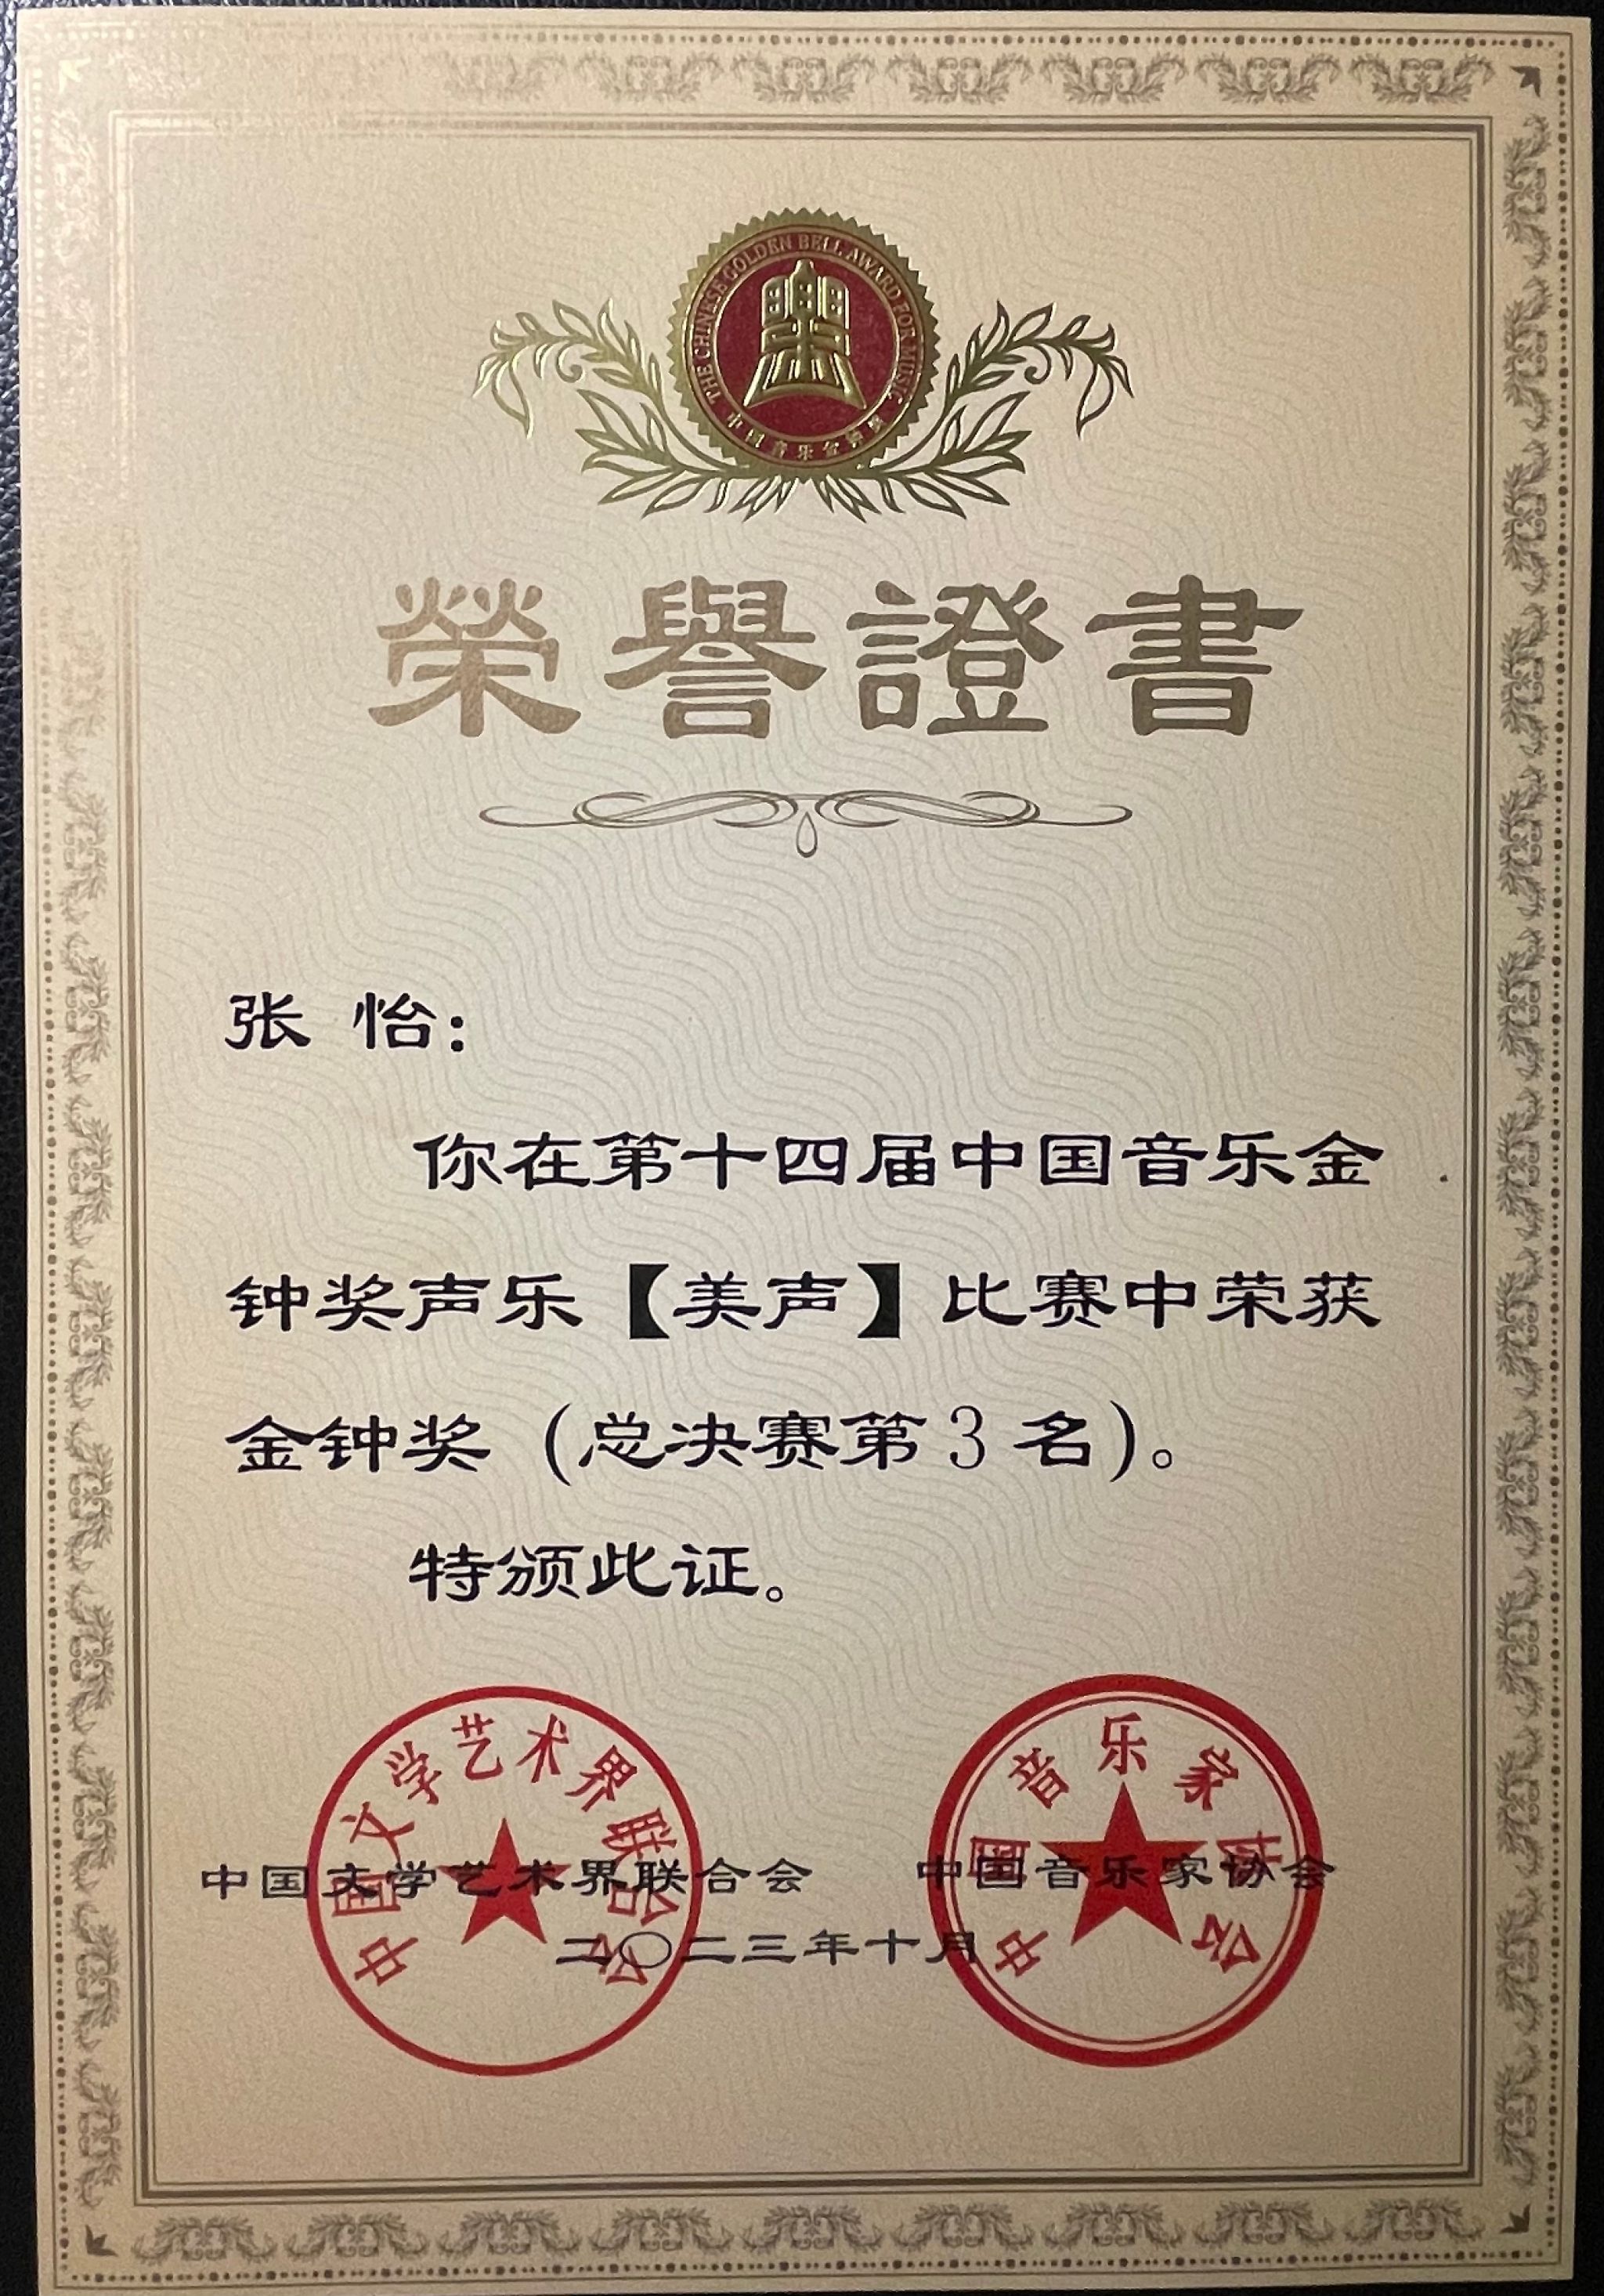 THE CHINESE GOLDEN BELL AWARD FOR MUSIC
中国音乐金钟奖
榮譽證書
张 怡：
你在第十四届中国音乐金
钟奖声乐【美声】比赛中荣获
金钟奖（总决赛第3名）。
特颁此证。
中国文学艺术界联合会
中国音乐家协会
中国文学艺术界联合会 中国音乐家协会
二〇二三年十月